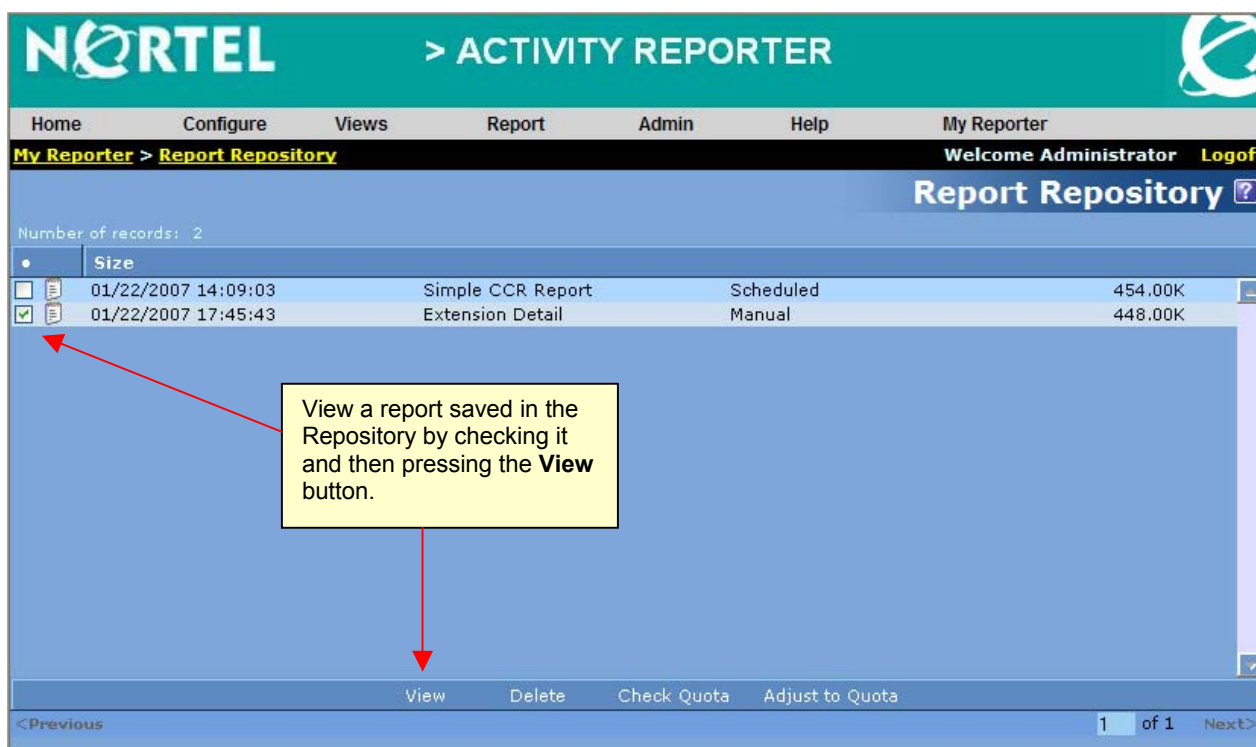 NORTEL > ACTIVITY REPORTER
Home Configure Views Report Admin Help My Reporter
My Reporter > Report Repository Welcome Administrator Logof
Report Repository ?
Number of records: 2
Size
01/22/2007 14:09:03 Simple CCR Report Scheduled 454.00K
01/22/2007 17:45:43 Extension Detail Manual 448.00K
View a report saved in the
Repository by checking it
and then pressing the View
button.
View Delete Check Quota Adjust to Quota
<Previous 1 of 1 Next>